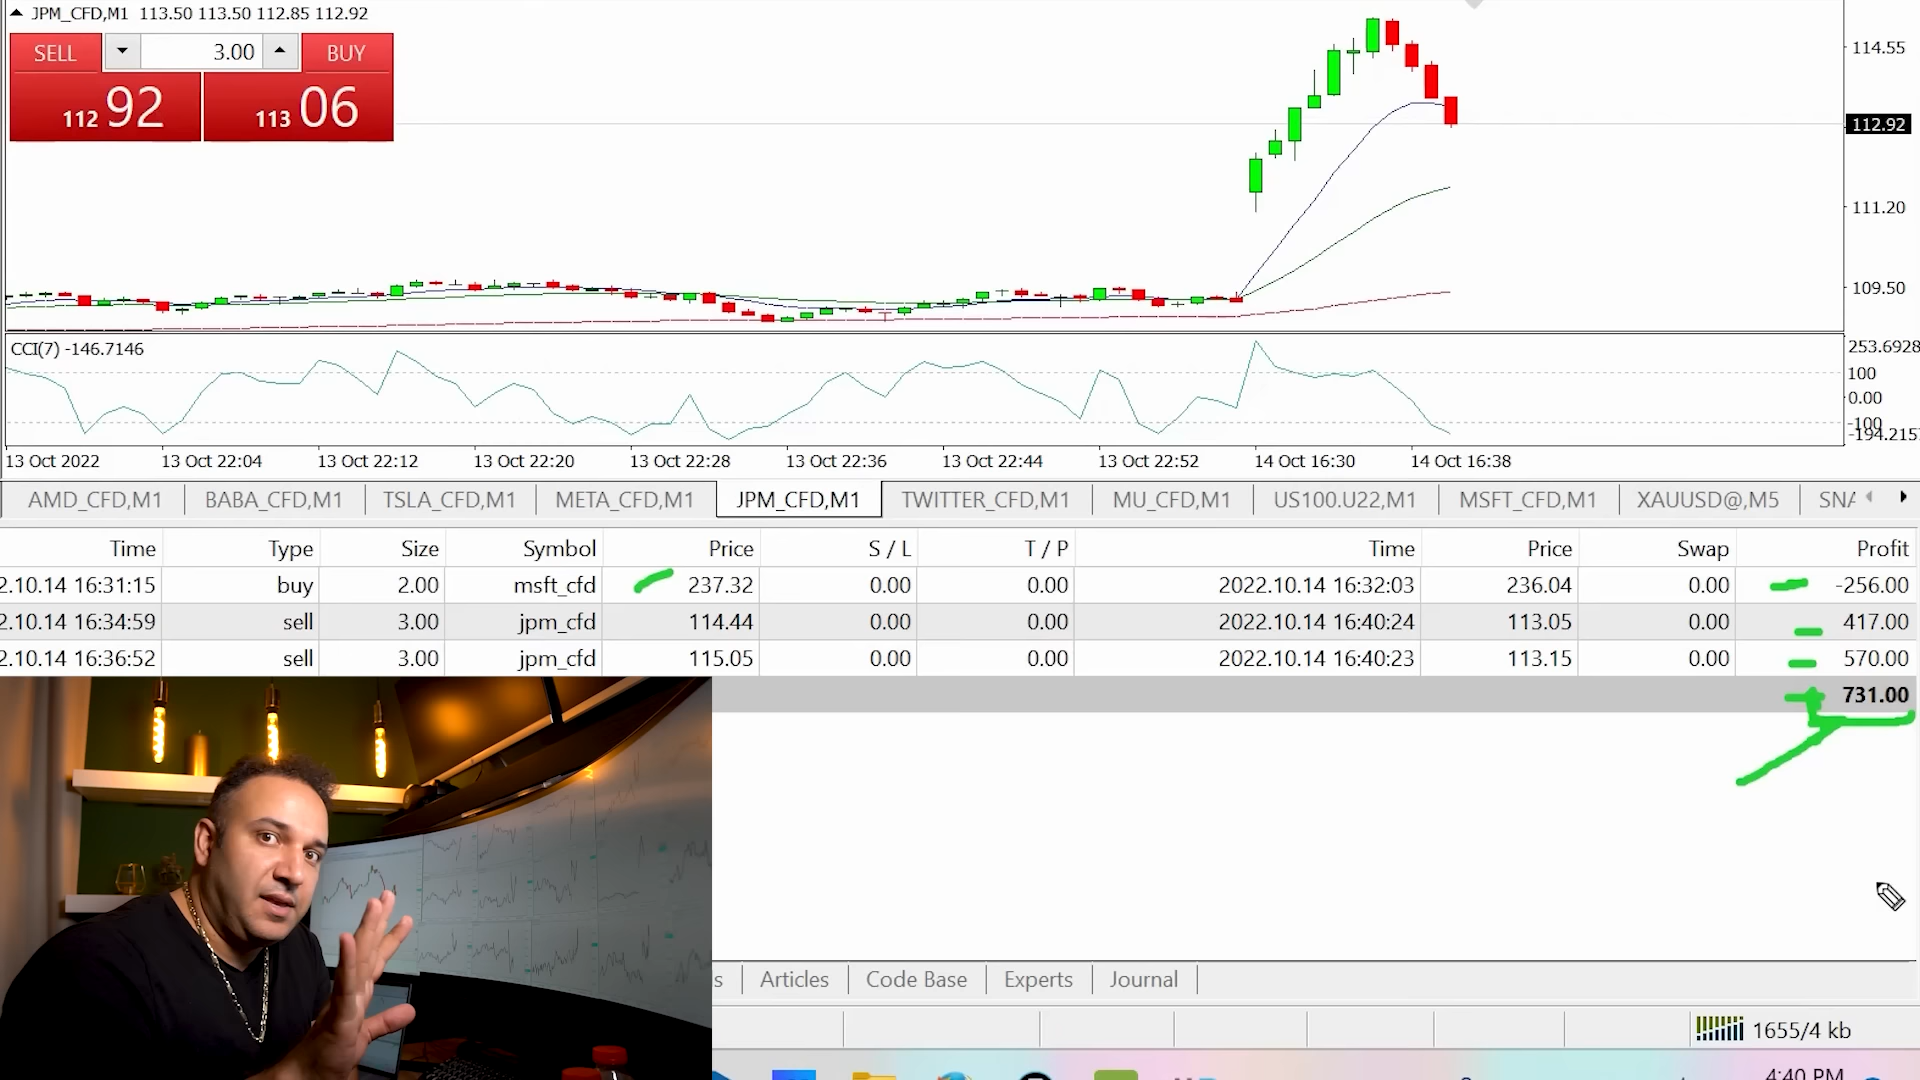 JPM_CFD,M1 113.50 113.50 112.85 112.92
SELL 3.00 BUY
112 92 113 06
114.55
112.92
111.20
109.50
CCI(7) -146.7146
253.6928
100
0.00
-100
-194.215
13 Oct 2022 13 Oct 22:04 13 Oct 22:12 13 Oct 22:20 13 Oct 22:28 13 Oct 22:36 13 Oct 22:44 13 Oct 22:52 14 Oct 16:30 14 Oct 16:38
AMD_CFD,M1 BABA_CFD,M1 TSLA_CFD,M1 META_CFD,M1 JPM_CFD,M1 TWITTER_CFD,M1 MU_CFD,M1 US100.U22,M1 MSFT_CFD,M1 XAUUSD@,M5 SNA
Time Type Size Symbol Price S / L T / P Time Price Swap Profit
2.10.14 16:31:15 buy 2.00 msft_cfd 237.32 0.00 0.00 2022.10.14 16:32:03 236.04 0.00 -256.00
2.10.14 16:34:59 sell 3.00 jpm_cfd 114.44 0.00 0.00 2022.10.14 16:40:24 113.05 0.00 417.00
2.10.14 16:36:52 sell 3.00 jpm_cfd 115.05 0.00 0.00 2022.10.14 16:40:23 113.15 0.00 570.00
731.00
s Articles Code Base Experts Journal
1655/4 kb
4:40 PM